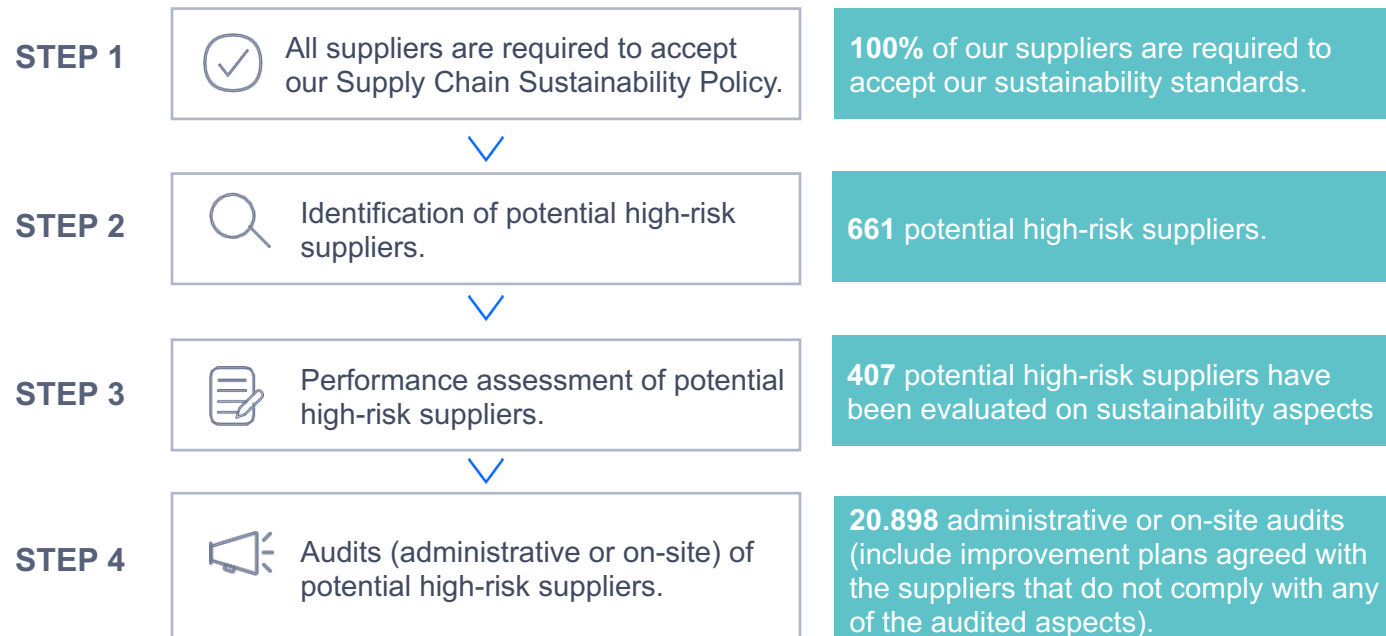 STEP 1
All suppliers are required to accept
our Supply Chain Sustainability Policy.
100% of our suppliers are required to
accept our sustainability standards.
STEP 2
Identification of potential high-risk
suppliers.
661 potential high-risk suppliers.
STEP 3
Performance assessment of potential
high-risk suppliers.
407 potential high-risk suppliers have
been evaluated on sustainability aspects
STEP 4
Audits (administrative or on-site) of
potential high-risk suppliers.
20.898 administrative or on-site audits
(include improvement plans agreed with
the suppliers that do not comply with any
of the audited aspects).